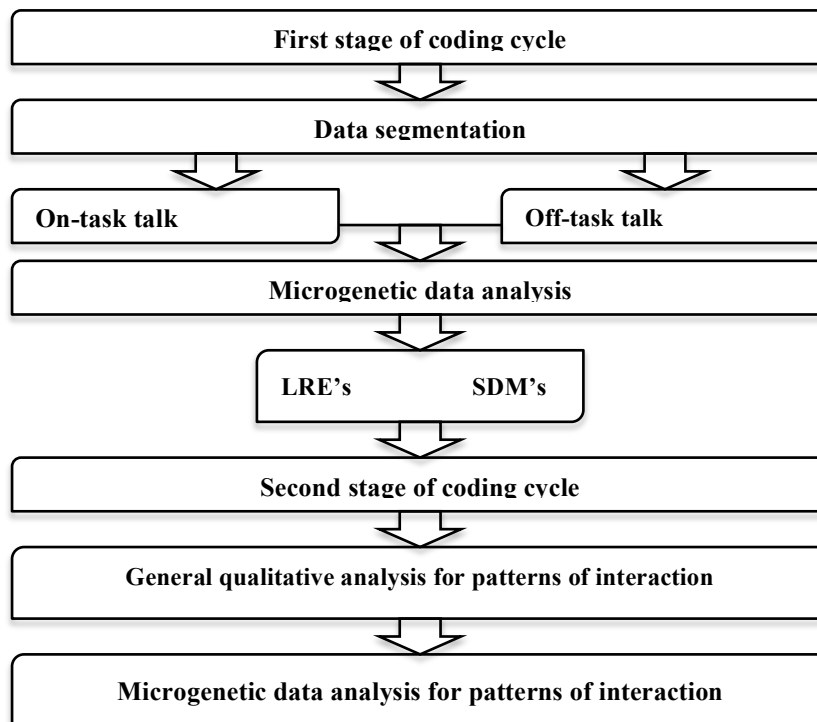 First stage of coding cycle
Data segmentation
On-task talk
Off-task talk
Microgenetic data analysis
LRE’s SDM’s
Second stage of coding cycle
General qualitative analysis for patterns of interaction
Microgenetic data analysis for patterns of interaction